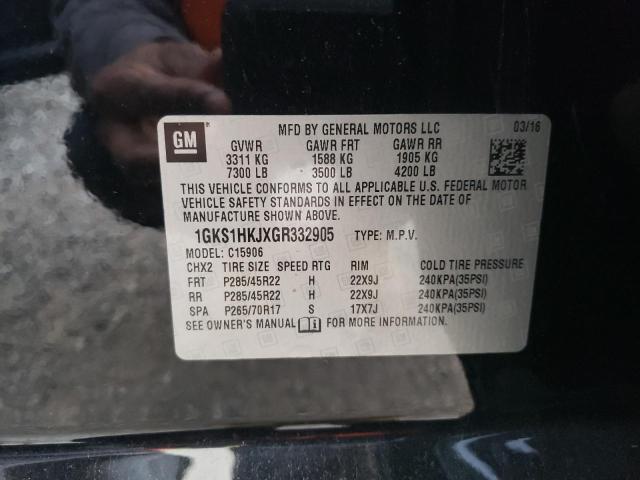 GM
MFD BY GENERAL MOTORS LLC 03/16
GVWR GAWR FRT GAWR RR
3311 KG 1588 KG 1905 KG
7300 LB 3500 LB 4200 LB
THIS VEHICLE CONFORMS TO ALL APPLICABLE U.S. FEDERAL MOTOR
VEHICLE SAFETY STANDARDS IN EFFECT ON THE DATE OF
MANUFACTURE SHOWN ABOVE.
1GKS1HKJXGR332905 TYPE: M.P.V.
MODEL: C15906
CHX2 TIRE SIZE SPEED RTG RIM COLD TIRE PRESSURE
FRT P285/45R22 H 22X9J 240KPA(35PSI)
RR P285/45R22 H 22X9J 240KPA(35PSI)
SPA P265/70R17 S 17X7J 240KPA(35PSI)
SEE OWNER'S MANUAL FOR MORE INFORMATION.